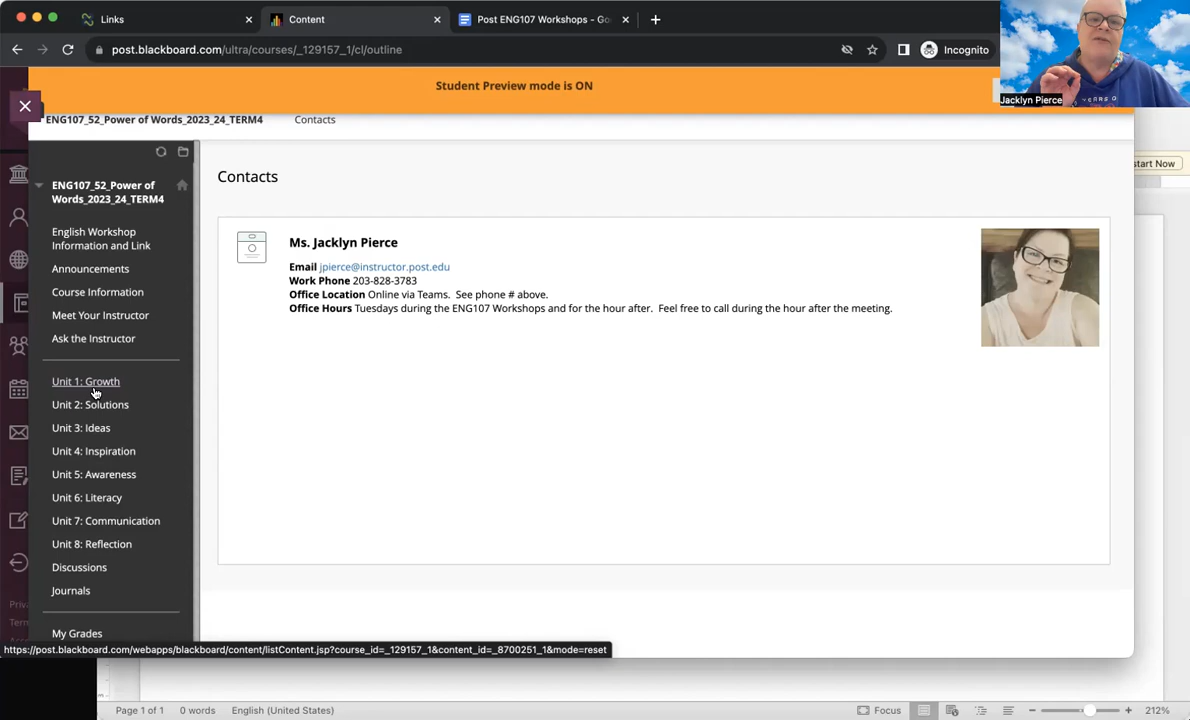 Links
Content
Post ENG107 Workshops - Go
post.blackboard.com/ultra/courses/_129157_1/cl/outline
Incognito
Jacklyn Pierce
Student Preview mode is ON
ENG107_52_Power of Words_2023_24_TERM4
Contacts
start Now
ENG107_52_Power of
Words_2023_24_TERM4
English Workshop
Information and Link
Announcements
Course Information
Meet Your Instructor
Ask the Instructor
Unit 1: Growth
Unit 2: Solutions
Unit 3: Ideas
Unit 4: Inspiration
Unit 5: Awareness
Unit 6: Literacy
Unit 7: Communication
Unit 8: Reflection
Discussions
Journals
My Grades
Contacts
Ms. Jacklyn Pierce
Email jpierce@instructor.post.edu
Work Phone 203-828-3783
Office Location Online via Teams. See phone # above.
Office Hours Tuesdays during the ENG107 Workshops and for the hour after. Feel free to call during the hour after the meeting.
Priva
Term
https://post.blackboard.com/webapps/blackboard/content/listContent.jsp?course_id=_129157_1&content_id=_8700251_1&mode=reset
Page 1 of 1
0 words
English (United States)
Focus
212%